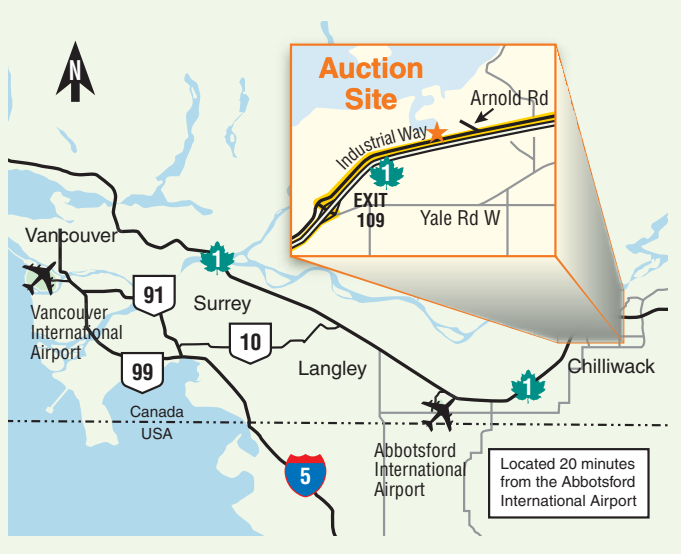 N
Auction
Site
Arnold Rd
Industrial Way
1
EXIT
109
Yale Rd W
Vancouver
1
91
Surrey
Vancouver
International
Airport
10
99
Langley
Chilliwack
1
Canada
USA
Abbotsford
International
Airport
5
Located 20 minutes
from the Abbotsford
International Airport